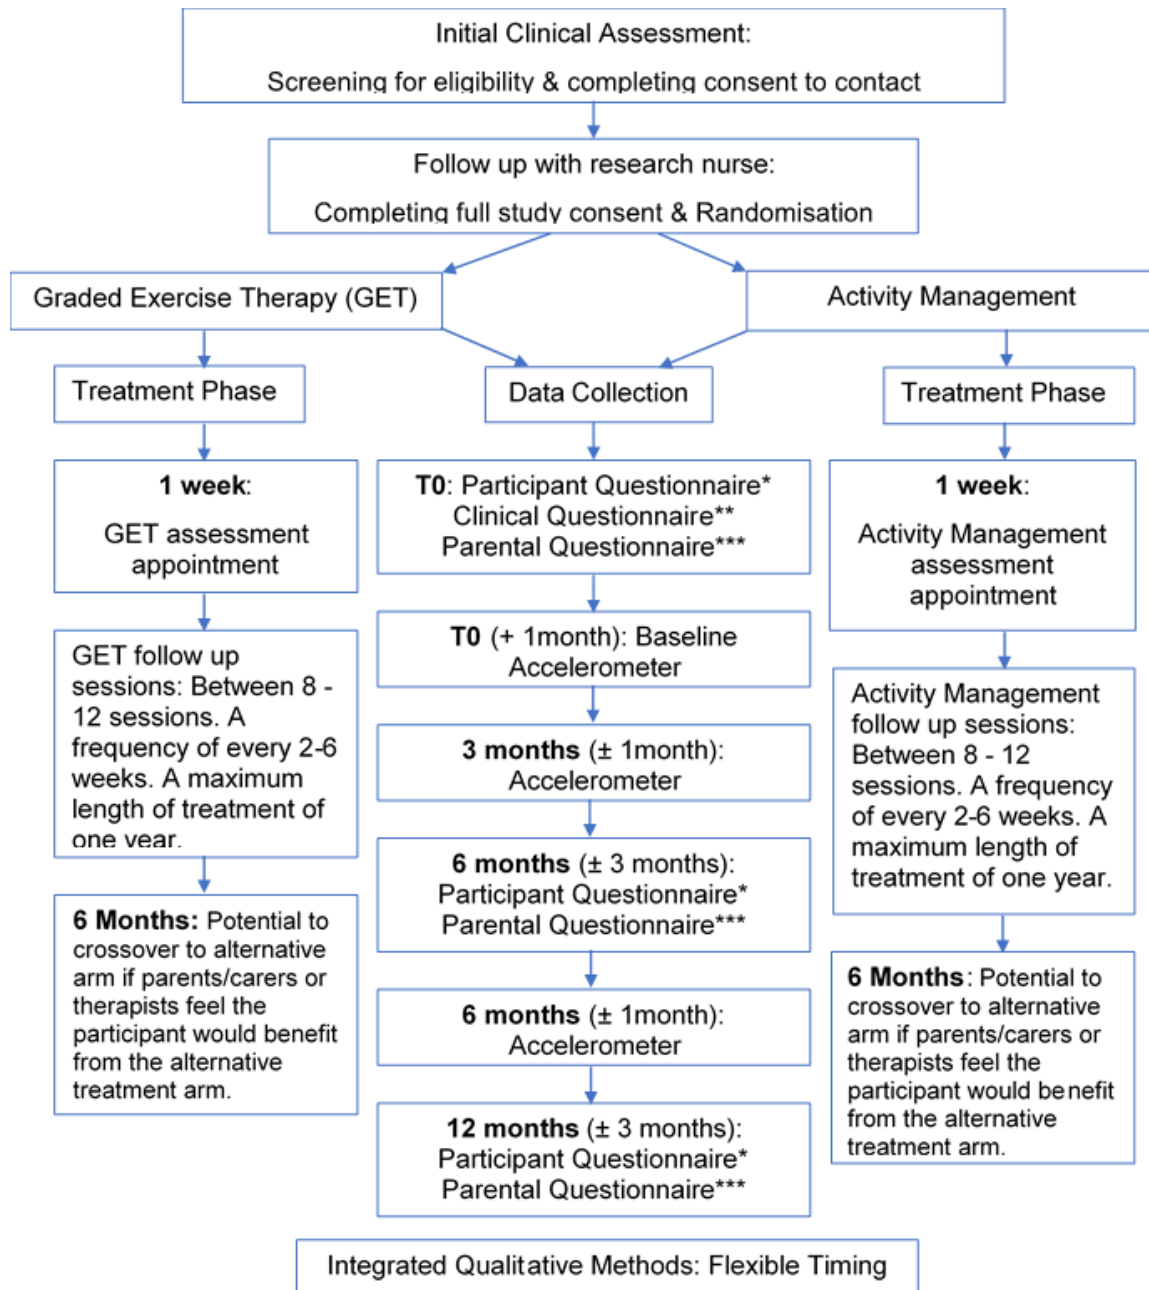 Initial Clinical Assessment:
Screening for eligibility & completing consent to contact
Follow up with research nurse:
Completing full study consent & Randomisation
Graded Exercise Therapy (GET)
Activity Management
Treatment Phase
Data Collection
Treatment Phase
1 week:
GET assessment
appointment
GET follow up
sessions: Between 8 -
12 sessions. A
frequency of every 2-6
weeks. A maximum
length of treatment of
one year.
6 Months: Potential to
crossover to alternative
arm if parents/carers or
therapists feel the
participant would benefit
from the alternative
treatment arm.
T0: Participant Questionnaire*
Clinical Questionnaire**
Parental Questionnaire***
T0 (+ 1month): Baseline
Accelerometer
3 months (± 1month):
Accelerometer
6 months (± 3 months):
Participant Questionnaire*
Parental Questionnaire***
6 months (± 1month):
Accelerometer
12 months (± 3 months):
Participant Questionnaire*
Parental Questionnaire***
1 week:
Activity Management
assessment
appointment
Activity Management
follow up sessions:
Between 8 - 12
sessions. A frequency
of every 2-6 weeks. A
maximum length of
treatment of one year.
6 Months: Potential to
crossover to alternative
arm if parents/carers or
therapists feel the
participant would benefit
from the alternative
treatment arm.
Integrated Qualitative Methods: Flexible Timing